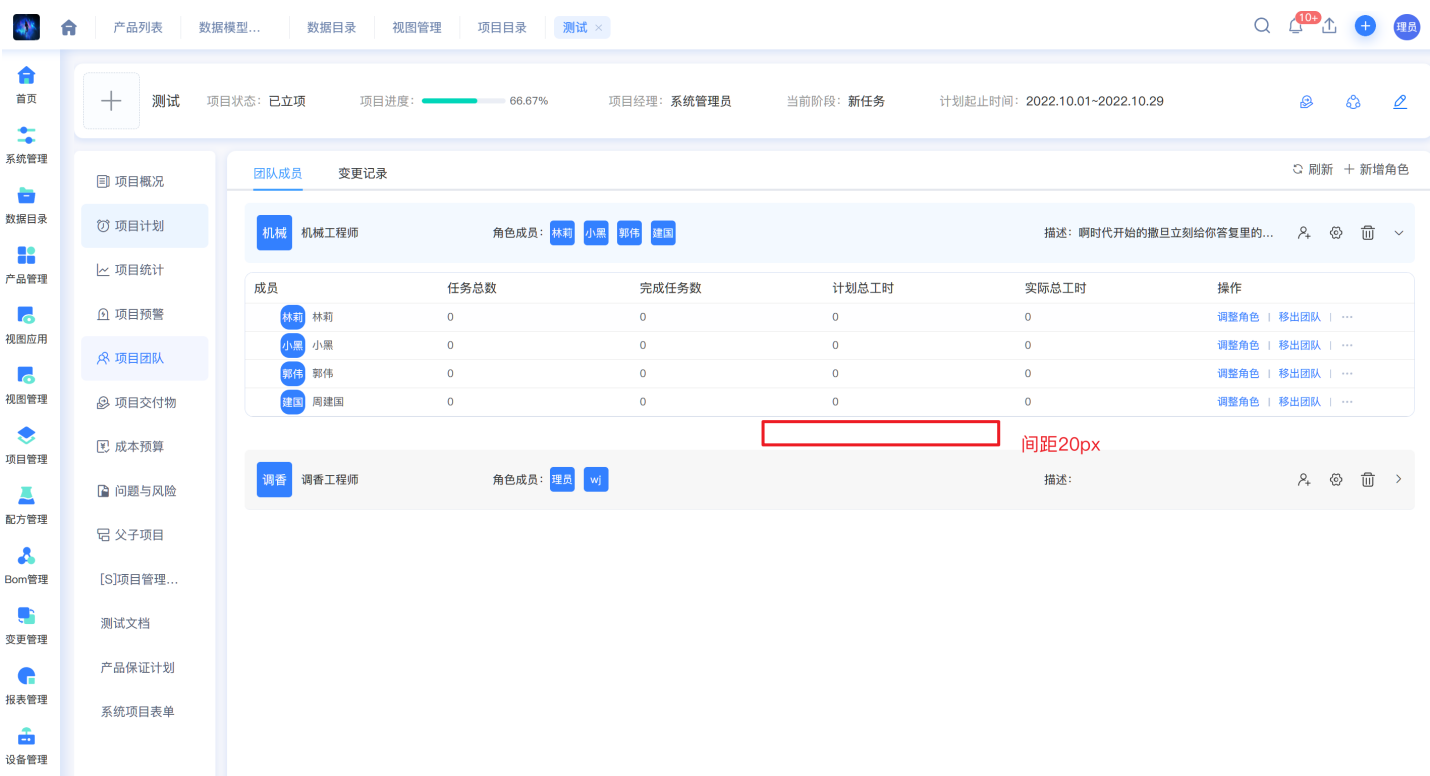 产品列表 数据模型... 数据目录 视图管理 项目目录 测试 × 10+ + 理员
首页
系统管理
数据目录
产品管理
视图应用
视图管理
项目管理
配方管理
Bom管理
变更管理
报表管理
设备管理
测试 项目状态: 已立项 项目进度: 66.67% 项目经理: 系统管理员 当前阶段: 新任务 计划起止时间: 2022.10.01~2022.10.29
项目概况
项目计划
项目统计
项目预警
项目团队
项目交付物
成本预算
问题与风险
父子项目
[S]项目管理...
测试文档
产品保证计划
系统项目表单
团队成员 变更记录 刷新 新增角色
机械 机械工程师 角色成员: 林莉 小黑 郭伟 建国 描述: 啊时代开始的撒旦立刻给你答复里的...
成员 任务总数 完成任务数 计划总工时 实际总工时 操作
林莉 林莉 0 0 0 0 调整角色 | 移出团队 | ...
小黑 小黑 0 0 0 0 调整角色 | 移出团队 | ...
郭伟 郭伟 0 0 0 0 调整角色 | 移出团队 | ...
建国 周建国 0 0 0 0 调整角色 | 移出团队 | ...
间距20px
调香 调香工程师 角色成员: 理员 wj 描述: